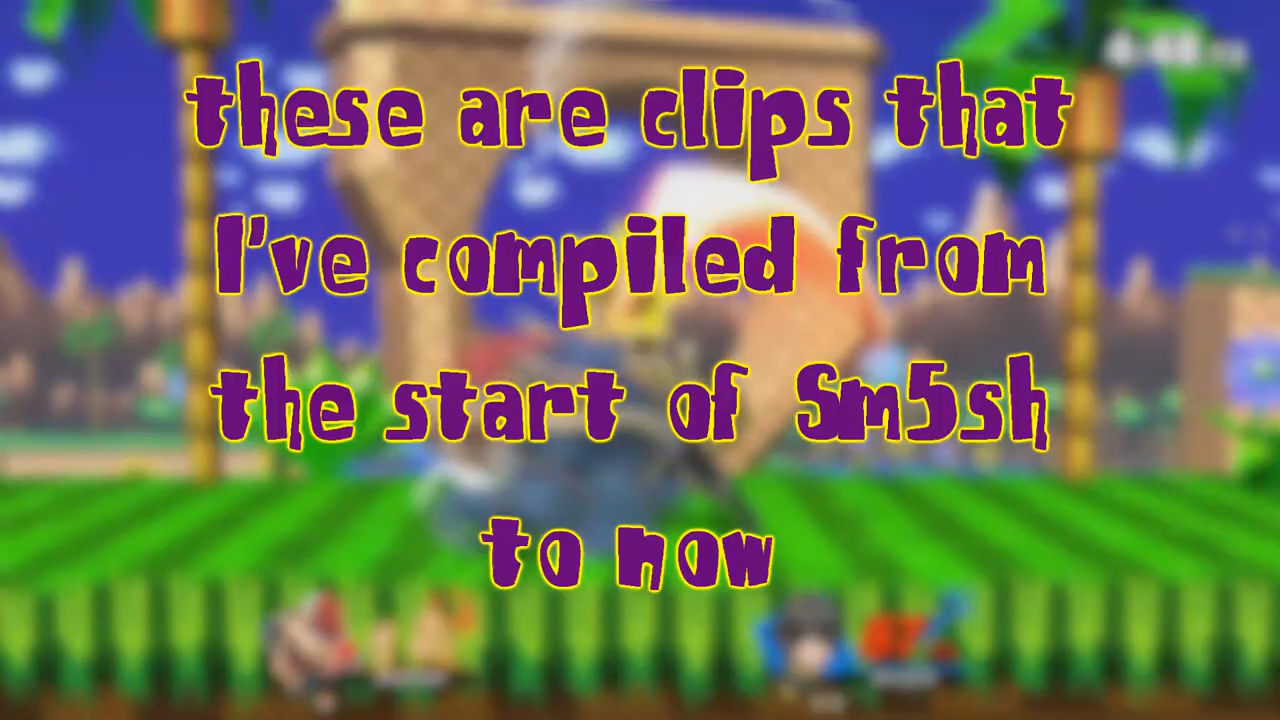 these are clips that
I've compiled from
the start of Sm5sh
to now